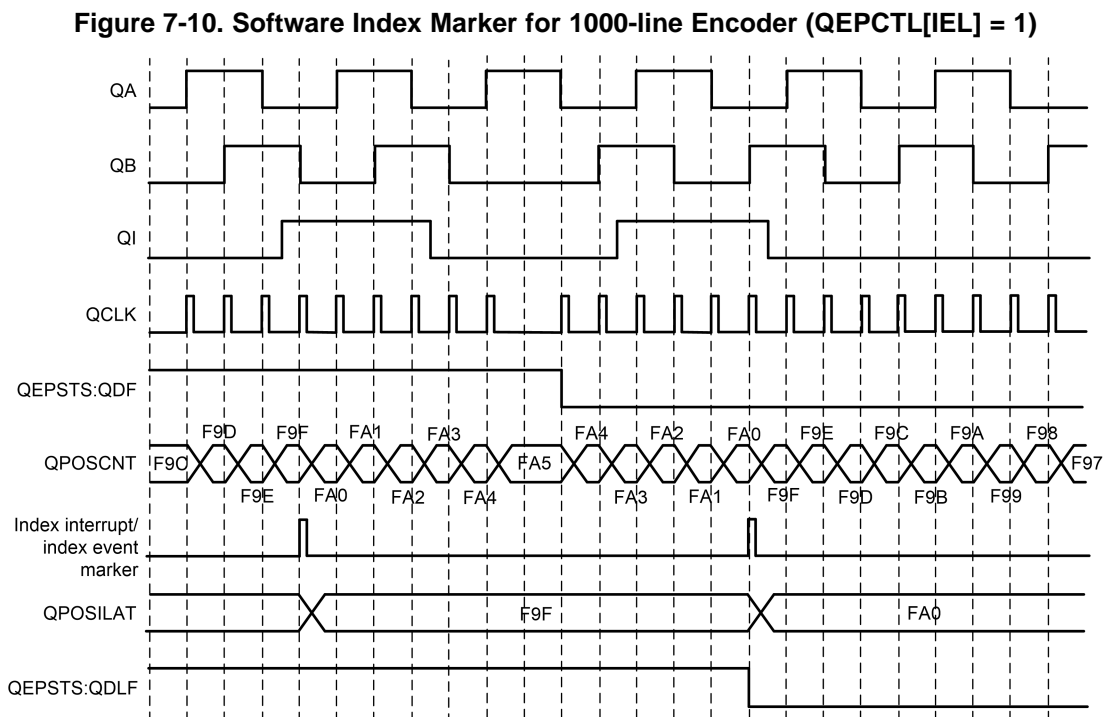 Figure 7-10. Software Index Marker for 1000-line Encoder (QEPCTL[IEL] = 1)
QA
QB
QI
QCLK
QEPSTS:QDF
F9D F9F FA1 FA3 FA4 FA2 FA0 F9E F9C F9A F98
QPOSCNT F9C FA5 F97
F9E FA0 FA2 FA4 FA3 FA1 F9F F9D F9B F99
Index interrupt/
index event
marker
QPOSILAT F9F FA0
QEPSTS:QDLF